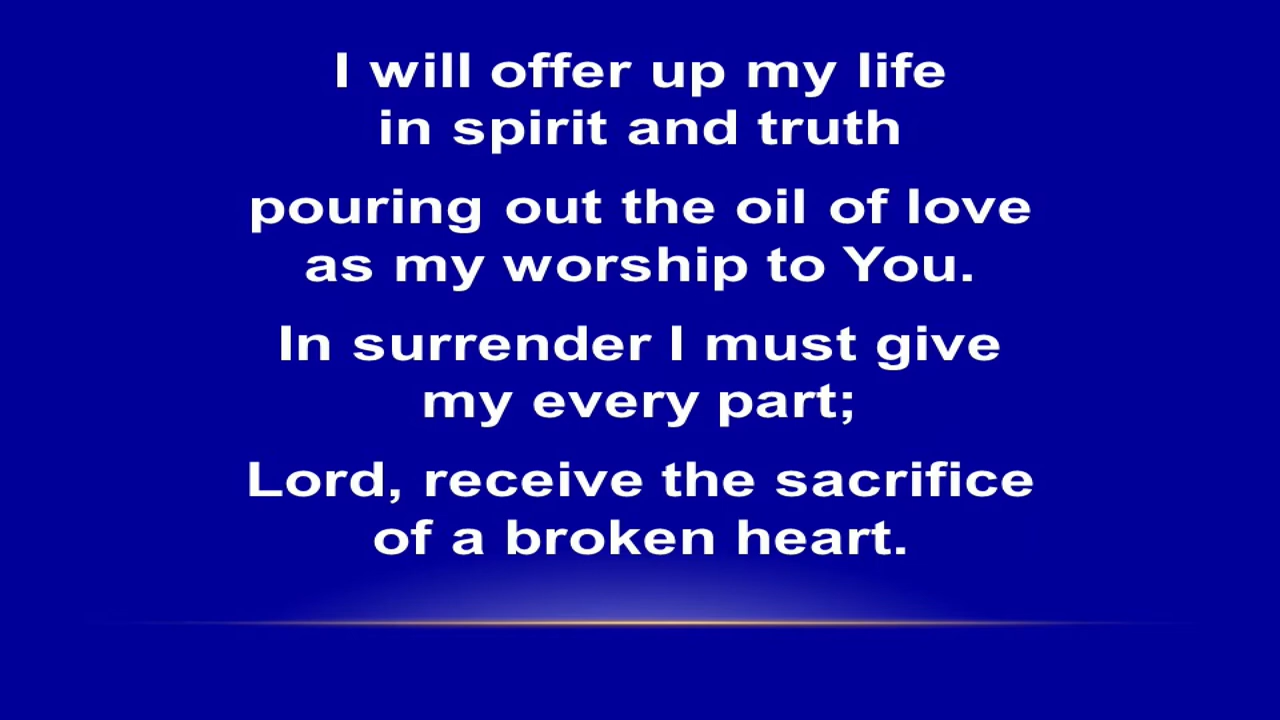 I will offer up my life
in spirit and truth
pouring out the oil of love
as my worship to You.
In surrender I must give
my every part;
Lord, receive the sacrifice
of a broken heart.